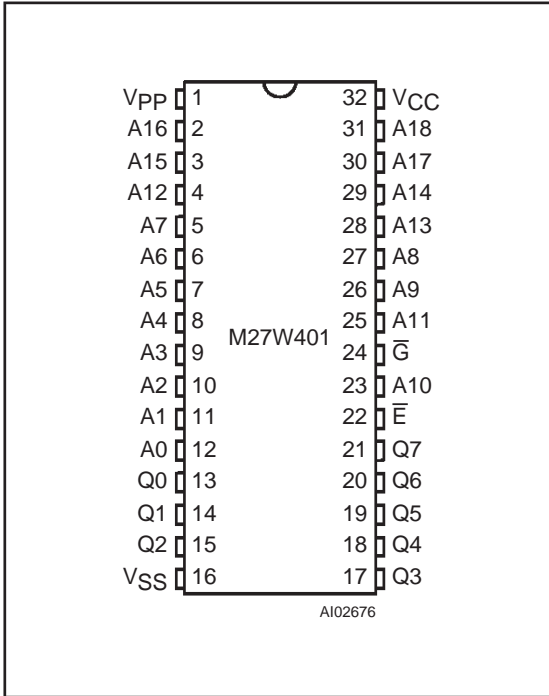 VPP 1 32 VCC
A16 2 31 A18
A15 3 30 A17
A12 4 29 A14
A7 5 28 A13
A6 6 27 A8
A5 7 26 A9
A4 8 25 A11
M27W401
A3 9 24 G̅
A2 10 23 A10
A1 11 22 E̅
A0 12 21 Q7
Q0 13 20 Q6
Q1 14 19 Q5
Q2 15 18 Q4
VSS 16 17 Q3
AI02676